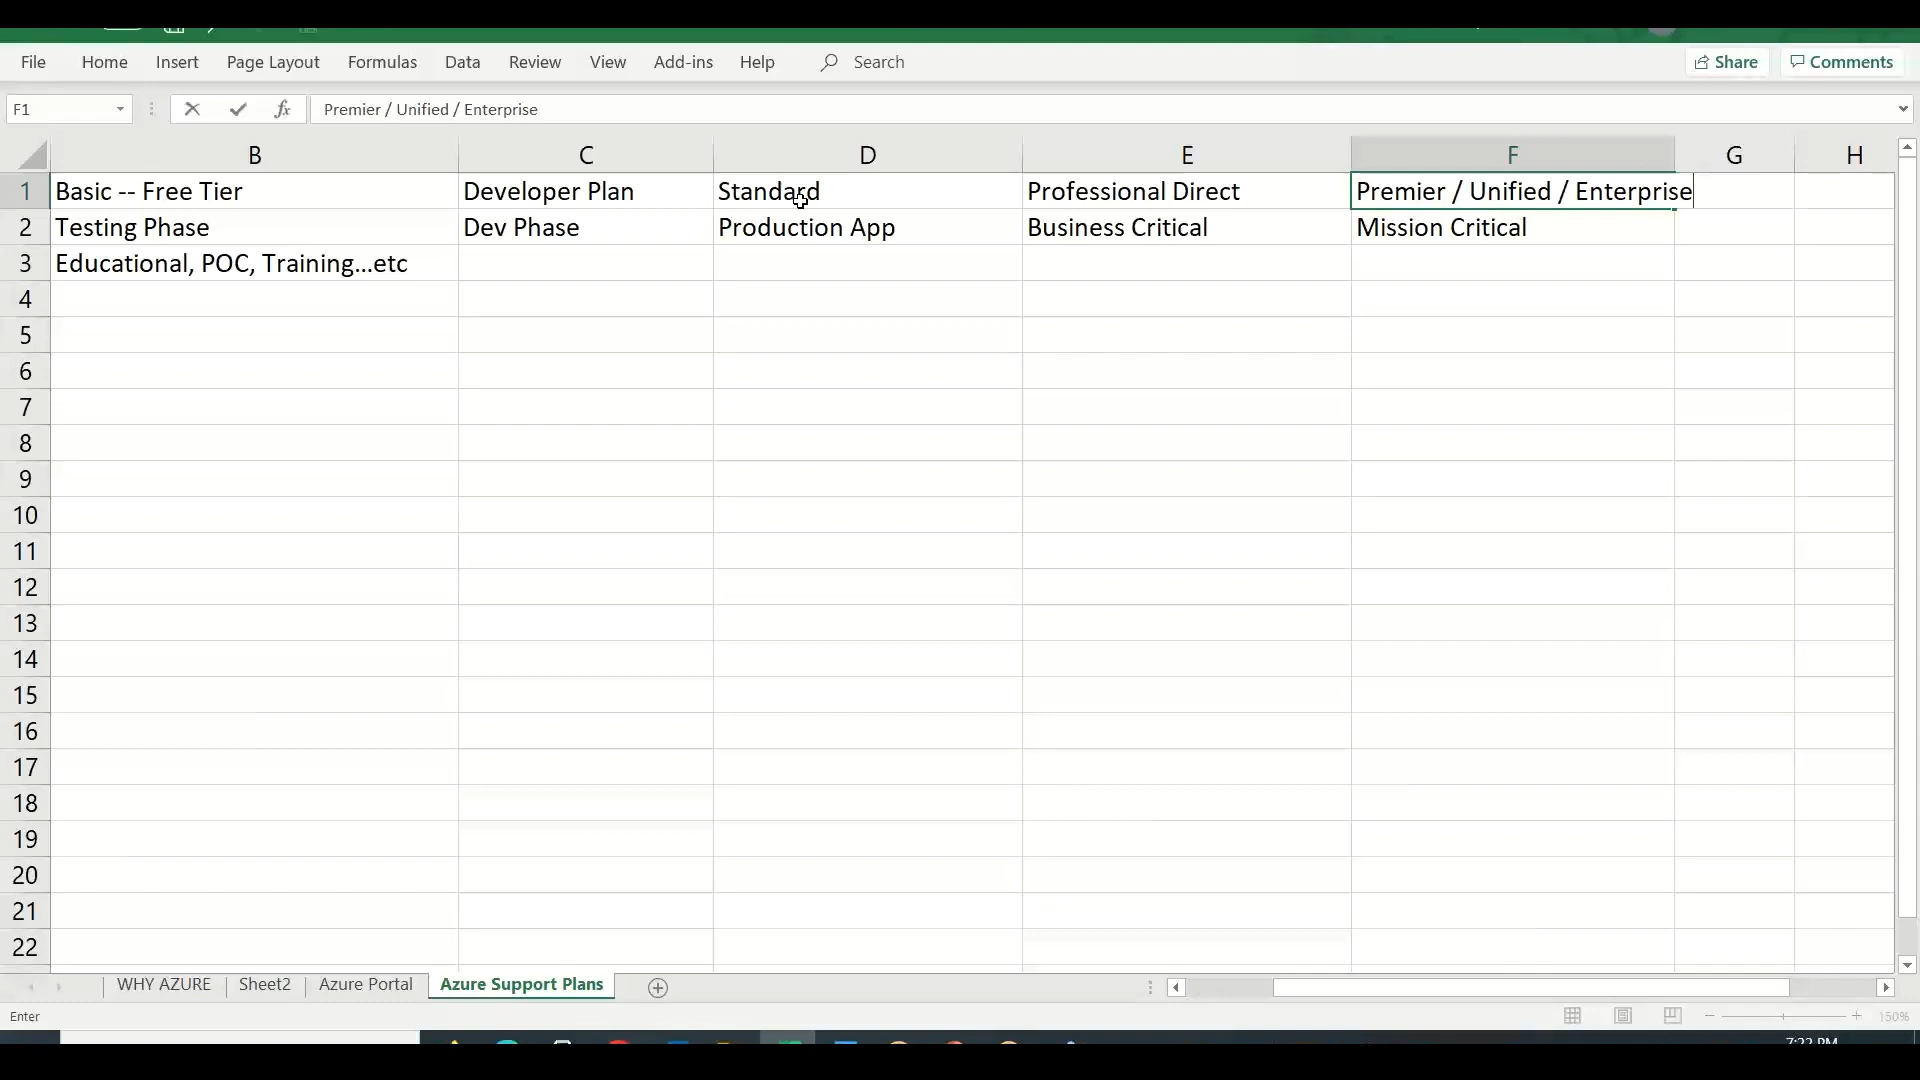 File Home Insert Page Layout Formulas Data Review View Add-ins Help Search Share Comments
F1 fx Premier / Unified / Enterprise
B C D E F G H
1 Basic -- Free Tier Developer Plan Standard Professional Direct Premier / Unified / Enterprise
2 Testing Phase Dev Phase Production App Business Critical Mission Critical
3 Educational, POC, Training...etc
4
5
6
7
8
9
10
11
12
13
14
15
16
17
18
19
20
21
22
WHY AZURE Sheet2 Azure Portal Azure Support Plans
Enter 150%
7:22 PM